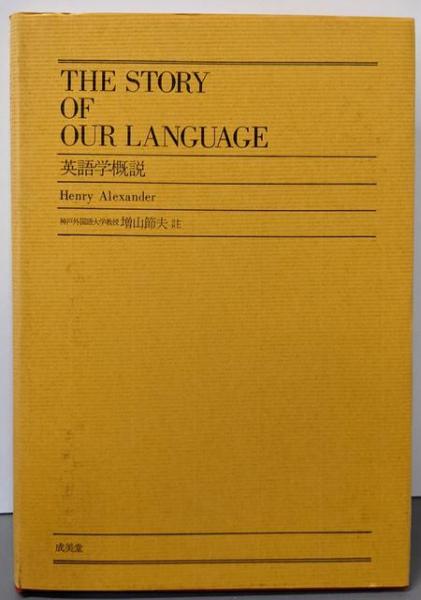 THE STORY
OF
OUR LANGUAGE
英語学概説
Henry Alexander
神戸外国語大学教授 増山節夫 註
成美堂